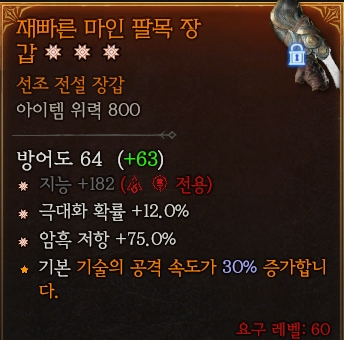 재빠른 마인 팔목 장
갑
선조 전설 장갑
아이템 위력 800
방어도 64 (+63)
지능 +182 ( 전용)
극대화 확률 +12.0%
암흑 저항 +75.0%
기본 기술의 공격 속도가 30% 증가합니
다.
요구 레벨: 60